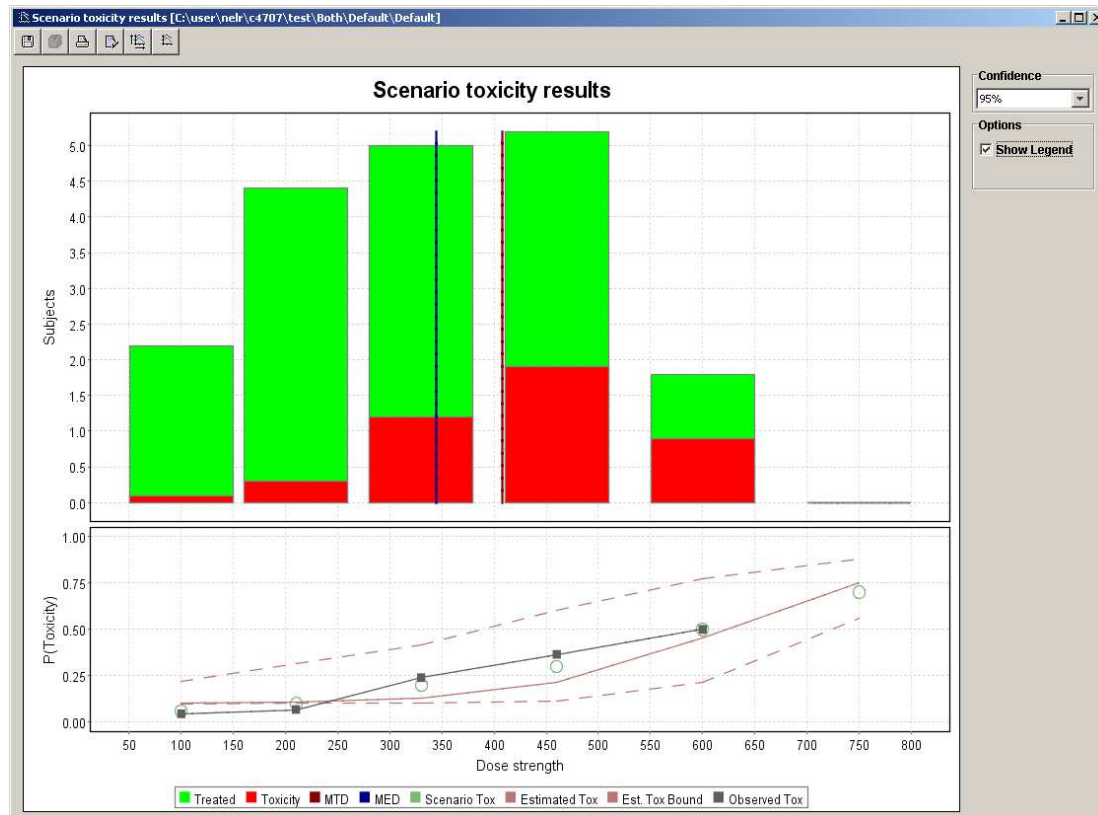 Scenario toxicity results [C:\user\nelr\c4707\test\Both\Default\Default]
Scenario toxicity results
Confidence
95%
Options
Show Legend
Subjects
5.0
4.5
4.0
3.5
3.0
2.5
2.0
1.5
1.0
0.5
0.0
P(Toxicity)
1.00
0.75
0.50
0.25
0.00
50 100 150 200 250 300 350 400 450 500 550 600 650 700 750 800
Dose strength
Treated Toxicity MTD MED Scenario Tox Estimated Tox Est. Tox Bound Observed Tox